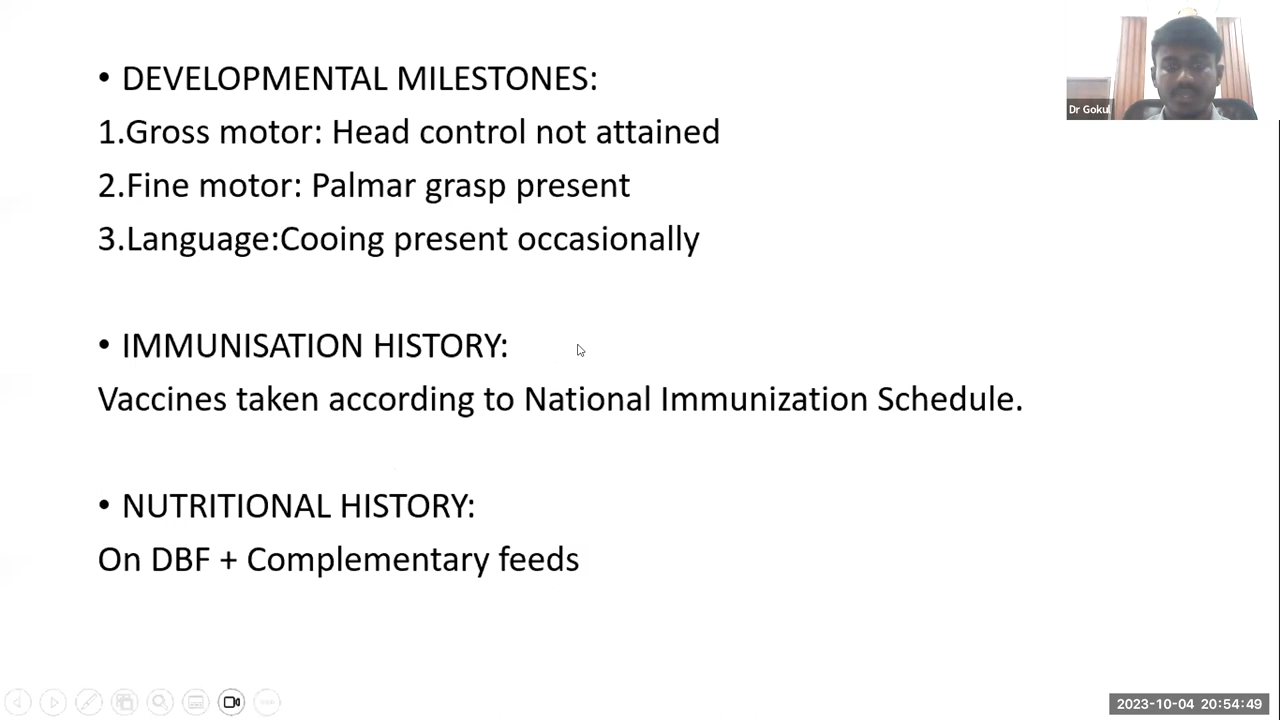 • DEVELOPMENTAL MILESTONES:
1.Gross motor: Head control not attained
2.Fine motor: Palmar grasp present
3.Language:Cooing present occasionally
• IMMUNISATION HISTORY:
Vaccines taken according to National Immunization Schedule.
• NUTRITIONAL HISTORY:
On DBF + Complementary feeds
Dr Gokul
2023-10-04 20:54:49